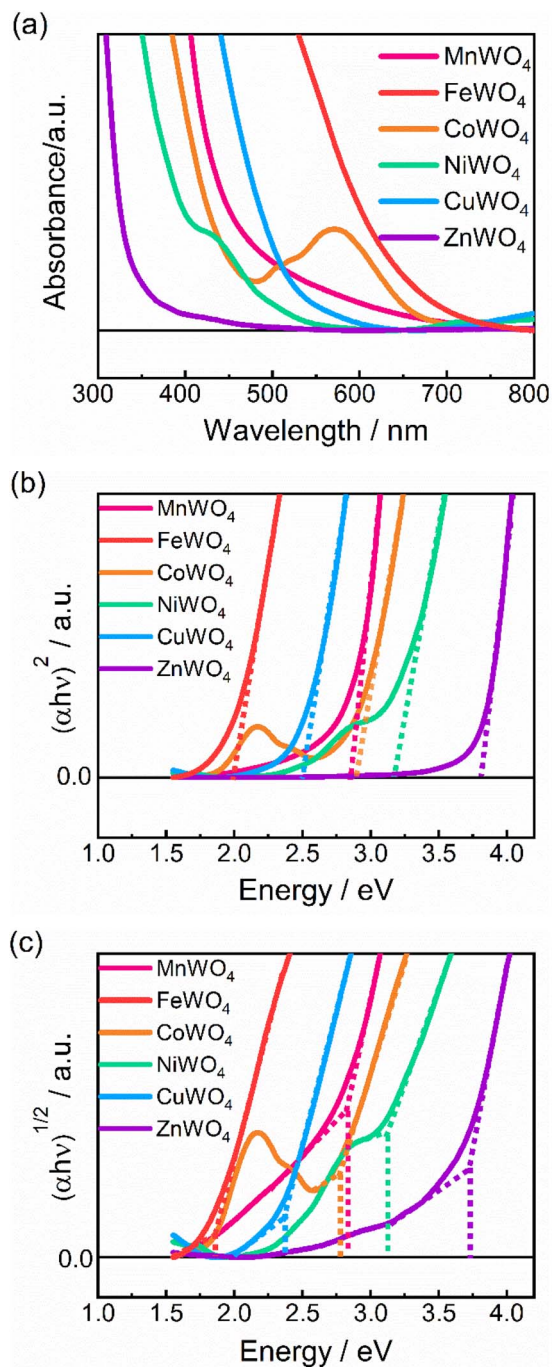 (a)
MnWO₄
FeWO₄
CoWO₄
NiWO₄
CuWO₄
ZnWO₄
Absorbance/a.u.
300 400 500 600 700 800
Wavelength / nm
(b)
MnWO₄
FeWO₄
CoWO₄
NiWO₄
CuWO₄
ZnWO₄
(αhν)² / a.u.
0.0
1.0 1.5 2.0 2.5 3.0 3.5 4.0
Energy / eV
(c)
MnWO₄
FeWO₄
CoWO₄
NiWO₄
CuWO₄
ZnWO₄
(αhν)¹/² / a.u.
0.0
1.0 1.5 2.0 2.5 3.0 3.5 4.0
Energy / eV